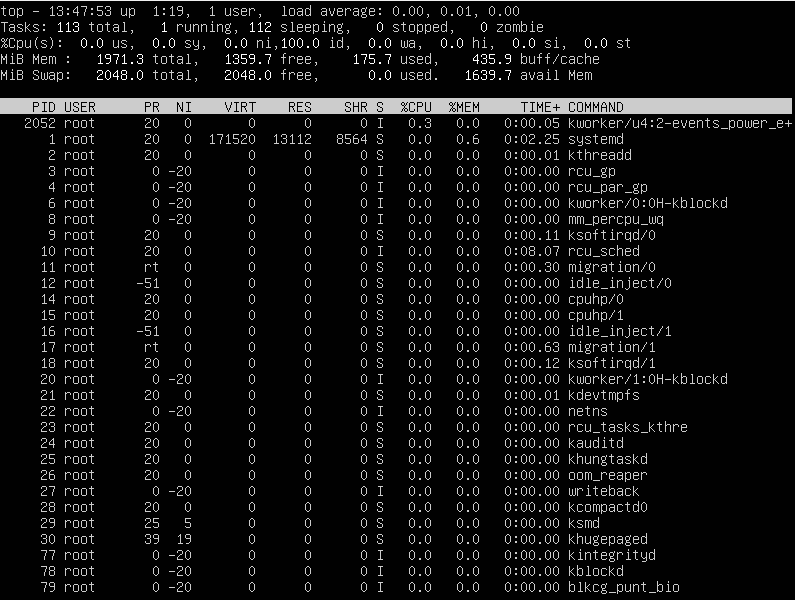 top - 13:47:53 up  1:19,  1 user,  load average: 0.00, 0.01, 0.00
Tasks: 113 total,   1 running, 112 sleeping,   0 stopped,   0 zombie
%Cpu(s):  0.0 us,  0.0 sy,  0.0 ni,100.0 id,  0.0 wa,  0.0 hi,  0.0 si,  0.0 st
MiB Mem :   1971.3 total,   1359.7 free,    175.7 used,    435.9 buff/cache
MiB Swap:   2048.0 total,   2048.0 free,      0.0 used.   1639.7 avail Mem
PID USER      PR  NI    VIRT    RES    SHR S  %CPU  %MEM     TIME+ COMMAND
2052 root      20   0       0      0      0 I   0.3   0.0   0:00.05 kworker/u4:2-events_power_e+
1 root      20   0  171520  13112   8564 S   0.0   0.6   0:02.25 systemd
2 root      20   0       0      0      0 S   0.0   0.0   0:00.01 kthreadd
3 root       0 -20       0      0      0 I   0.0   0.0   0:00.00 rcu_gp
4 root       0 -20       0      0      0 I   0.0   0.0   0:00.00 rcu_par_gp
6 root       0 -20       0      0      0 I   0.0   0.0   0:00.00 kworker/0:0H-kblockd
8 root       0 -20       0      0      0 I   0.0   0.0   0:00.00 mm_percpu_wq
9 root      20   0       0      0      0 S   0.0   0.0   0:00.11 ksoftirqd/0
10 root      20   0       0      0      0 I   0.0   0.0   0:08.07 rcu_sched
11 root      rt   0       0      0      0 S   0.0   0.0   0:00.30 migration/0
12 root     -51   0       0      0      0 S   0.0   0.0   0:00.00 idle_inject/0
14 root      20   0       0      0      0 S   0.0   0.0   0:00.00 cpuhp/0
15 root      20   0       0      0      0 S   0.0   0.0   0:00.00 cpuhp/1
16 root     -51   0       0      0      0 S   0.0   0.0   0:00.00 idle_inject/1
17 root      rt   0       0      0      0 S   0.0   0.0   0:00.63 migration/1
18 root      20   0       0      0      0 S   0.0   0.0   0:00.12 ksoftirqd/1
20 root       0 -20       0      0      0 I   0.0   0.0   0:00.00 kworker/1:0H-kblockd
21 root      20   0       0      0      0 S   0.0   0.0   0:00.01 kdevtmpfs
22 root       0 -20       0      0      0 I   0.0   0.0   0:00.00 netns
23 root      20   0       0      0      0 S   0.0   0.0   0:00.00 rcu_tasks_kthre
24 root      20   0       0      0      0 S   0.0   0.0   0:00.00 kauditd
25 root      20   0       0      0      0 S   0.0   0.0   0:00.00 khungtaskd
26 root      20   0       0      0      0 S   0.0   0.0   0:00.00 oom_reaper
27 root       0 -20       0      0      0 I   0.0   0.0   0:00.00 writeback
28 root      20   0       0      0      0 S   0.0   0.0   0:00.00 kcompactd0
29 root      25   5       0      0      0 S   0.0   0.0   0:00.00 ksmd
30 root      39  19       0      0      0 S   0.0   0.0   0:00.00 khugepaged
77 root       0 -20       0      0      0 I   0.0   0.0   0:00.00 kintegrityd
78 root       0 -20       0      0      0 I   0.0   0.0   0:00.00 kblockd
79 root       0 -20       0      0      0 I   0.0   0.0   0:00.00 blkcg_punt_bio